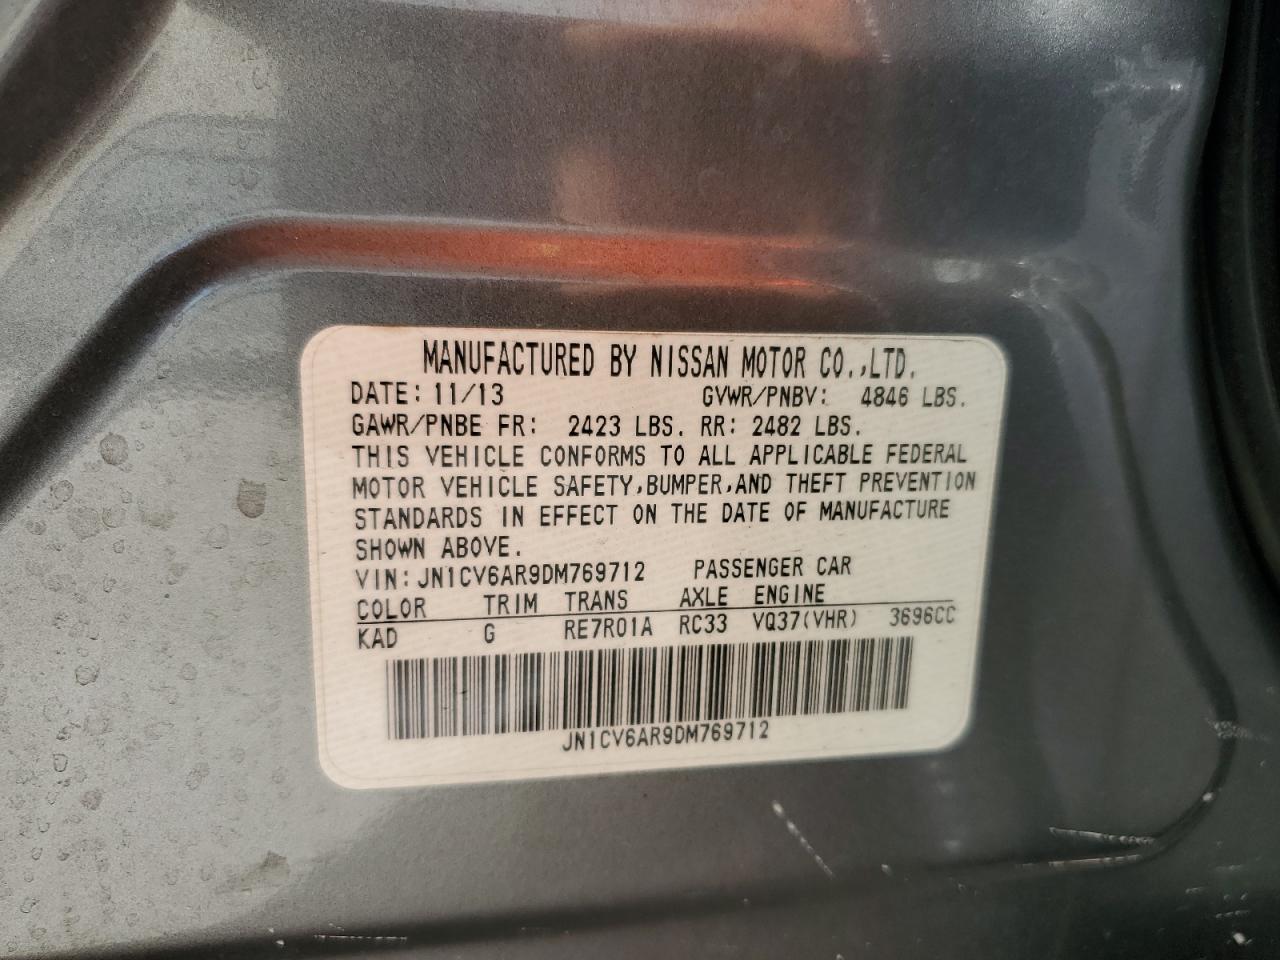 MANUFACTURED BY NISSAN MOTOR CO.,LTD.
DATE: 11/13 GVWR/PNBV: 4846 LBS.
GAWR/PNBE FR: 2423 LBS. RR: 2482 LBS.
THIS VEHICLE CONFORMS TO ALL APPLICABLE FEDERAL
MOTOR VEHICLE SAFETY,BUMPER,AND THEFT PREVENTION
STANDARDS IN EFFECT ON THE DATE OF MANUFACTURE
SHOWN ABOVE.
VIN: JN1CV6AR9DM769712 PASSENGER CAR
COLOR TRIM TRANS AXLE ENGINE
KAD G RE7R01A RC33 VQ37(VHR) 3696CC
JN1CV6AR9DM769712